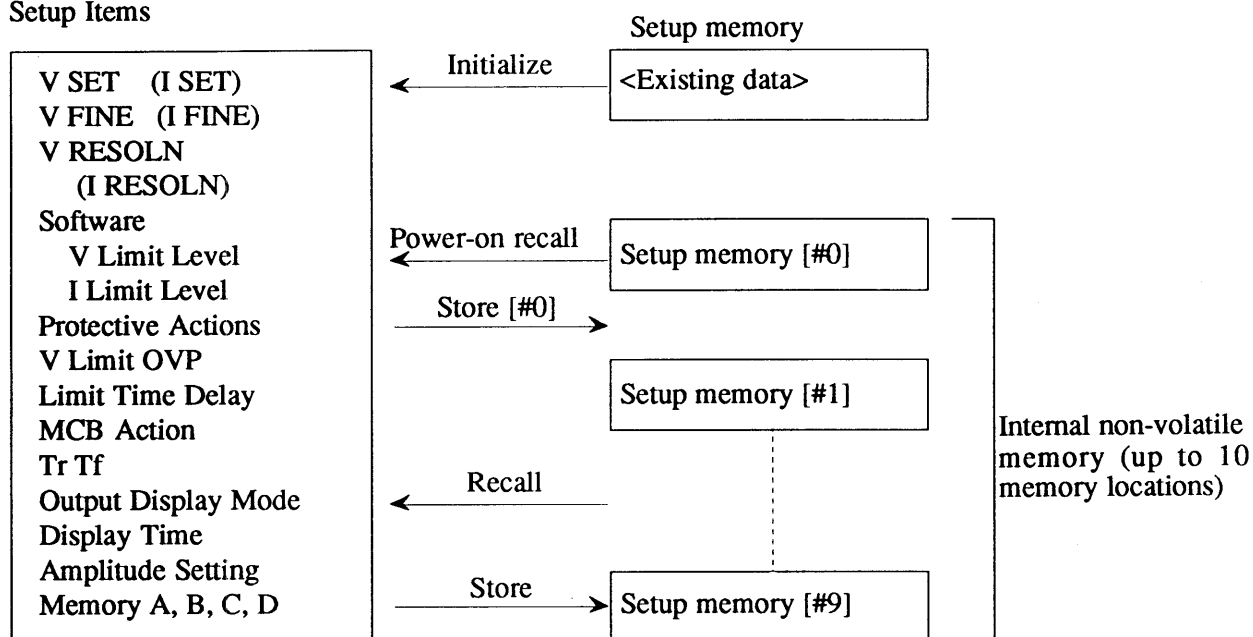 Setup Items
V SET (I SET)
V FINE (I FINE)
V RESOLN
(I RESOLN)
Software
V Limit Level
I Limit Level
Protective Actions
V Limit OVP
Limit Time Delay
MCB Action
Tr Tf
Output Display Mode
Display Time
Amplitude Setting
Memory A, B, C, D
Initialize
Power-on recall
Store [#0]
Recall
Store
Setup memory
<Existing data>
Setup memory [#0]
Setup memory [#1]
Setup memory [#9]
Internal non-volatile
memory (up to 10
memory locations)